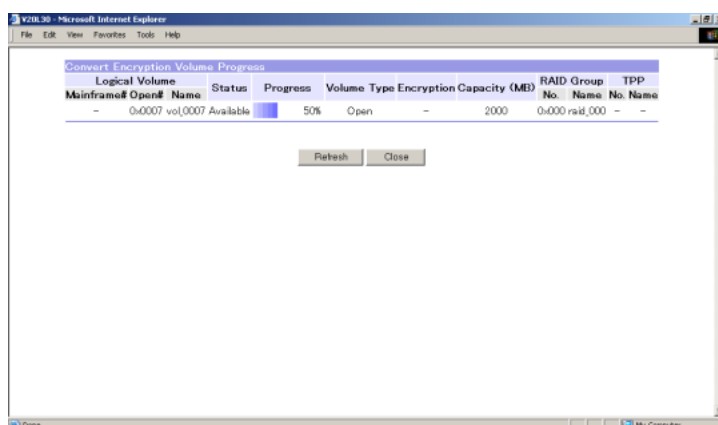 V20L30 - Microsoft Internet Explorer
File Edit View Favorites Tools Help
Convert Encryption Volume Progress
Logical Volume Status Progress Volume Type Encryption Capacity (MB) RAID Group TPP
Mainframe# Open# Name No. Name No. Name
- 0x0007 vol_0007 Available 50% Open - 2000 0x000 raid_000 - -
Refresh Close
Done My Computer